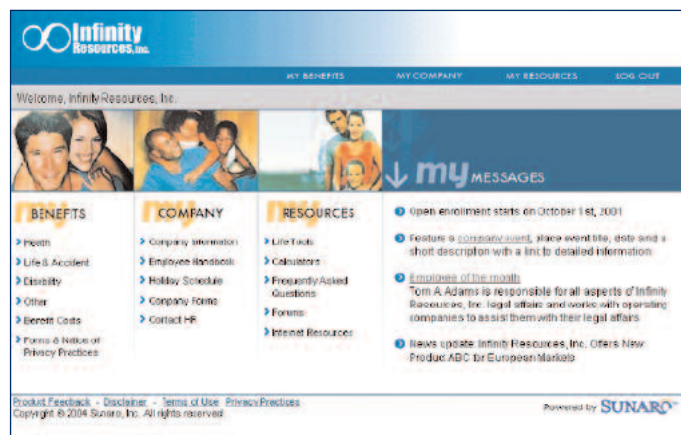 Infinity
Resources, Inc.
MY BENEFITS MY COMPANY MY RESOURCES LOG OUT
Welcome, Infinity Resources, Inc.
my MESSAGES
my BENEFITS
Health
Life & Accident
Disability
Other
Benefit Costs
Forms & Notice of
Privacy Practices
my COMPANY
Company Information
Employee Handbook
Holiday Schedule
Company Forms
Contact HR
my RESOURCES
Life Tools
Calculators
Frequently Asked
Questions
Forums
Internet Resources
Open enrollment starts on October 1st, 2001
Feature a company event, place event title, date and a
short description with a link to detailed information
Employee of the month
Tom A. Adams is responsible for all aspects of Infinity
Resources, Inc. legal affairs and works with operating
companies to assist them with their legal affairs
News update: Infinity Resources, Inc. Offers New
Product ABC for European Markets
Product Feedback - Disclaimer - Terms of Use Privacy Practices
Copyright © 2004 Sunaro, Inc. All rights reserved
Powered by SUNARO™